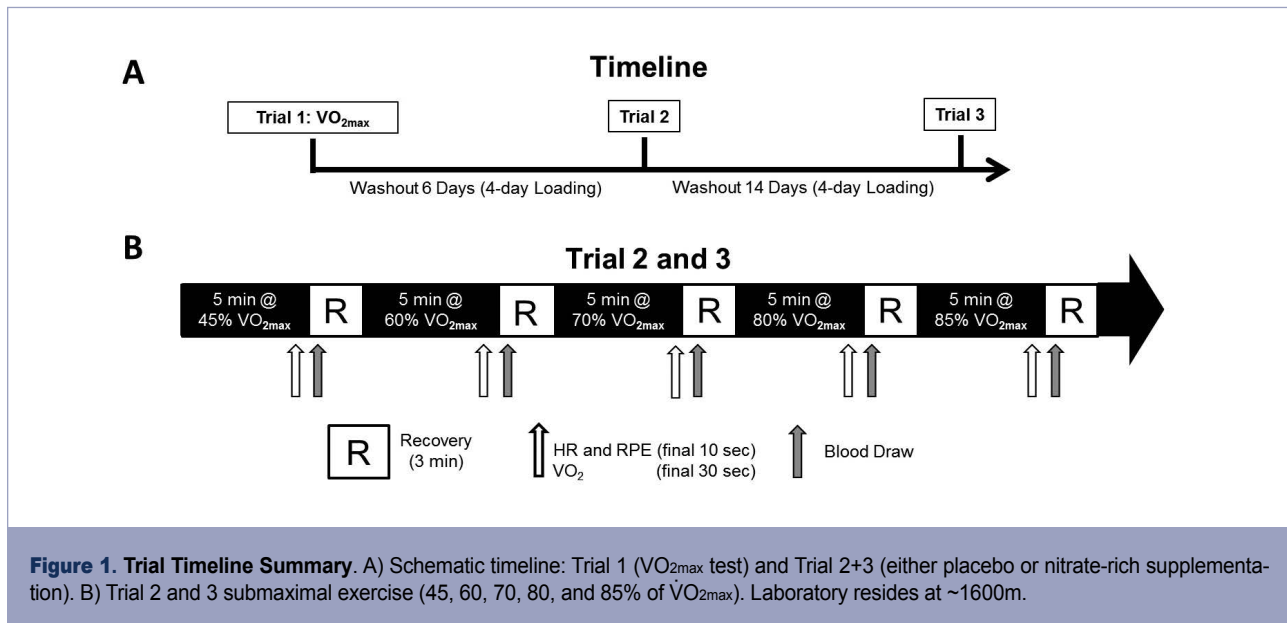 A
Timeline
Trial 1: VO2max
Trial 2
Trial 3
Washout 6 Days (4-day Loading)
Washout 14 Days (4-day Loading)
B
Trial 2 and 3
5 min @
45% VO2max
R
5 min @
60% VO2max
R
5 min @
70% VO2max
R
5 min @
80% VO2max
R
5 min @
85% VO2max
R
R
Recovery
(3 min)
HR and RPE (final 10 sec)
VO2 (final 30 sec)
Blood Draw
Figure 1. Trial Timeline Summary. A) Schematic timeline: Trial 1 (VO2max test) and Trial 2+3 (either placebo or nitrate-rich supplementa-
tion). B) Trial 2 and 3 submaximal exercise (45, 60, 70, 80, and 85% of V̇O2max). Laboratory resides at ~1600m.